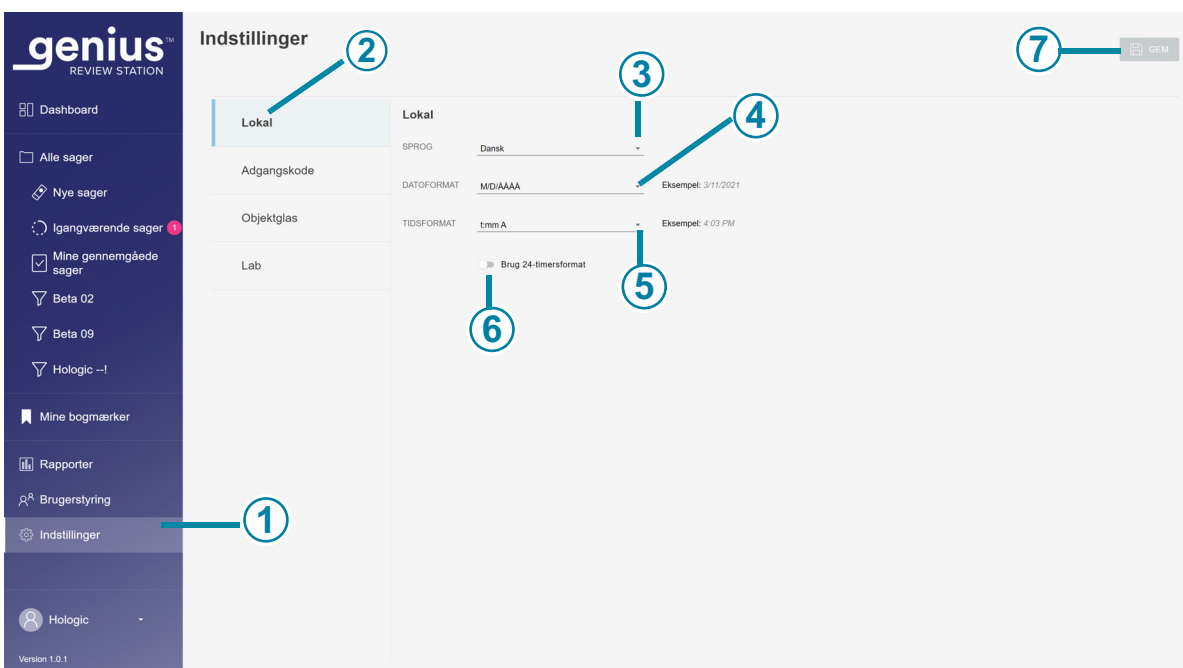 genius™
REVIEW STATION
Dashboard
Alle sager
Nye sager
Igangværende sager 1
Mine gennemgåede
sager
Beta 02
Beta 09
Hologic --!
Mine bogmærker
Rapporter
Brugerstyring
Indstillinger
Hologic
Version 1.0.1
Indstillinger
GEM
Lokal
Adgangskode
Objektglas
Lab
Lokal
SPROG Dansk
DATOFORMAT M/D/ÅÅÅÅ Eksempel: 3/11/2021
TIDSFORMAT t:mm A Eksempel: 4:03 PM
Brug 24-timersformat
1
2
3
4
5
6
7